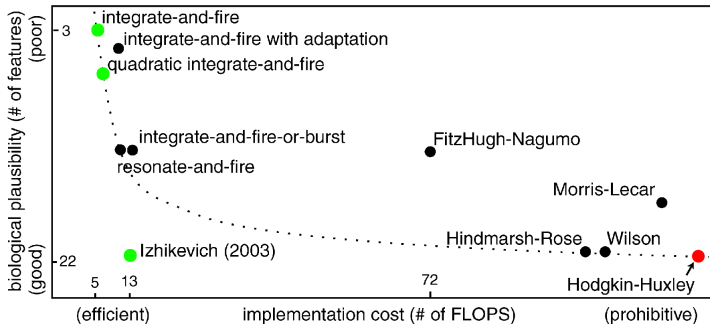 integrate-and-fire
3
integrate-and-fire with adaptation
quadratic integrate-and-fire
integrate-and-fire-or-burst
FitzHugh-Nagumo
resonate-and-fire
Morris-Lecar
Hindmarsh-Rose
Wilson
Izhikevich (2003)
22
Hodgkin-Huxley
5
13
72
(efficient)
implementation cost (# of FLOPS)
(prohibitive)
biological plausibility (# of features)
(good)
(poor)